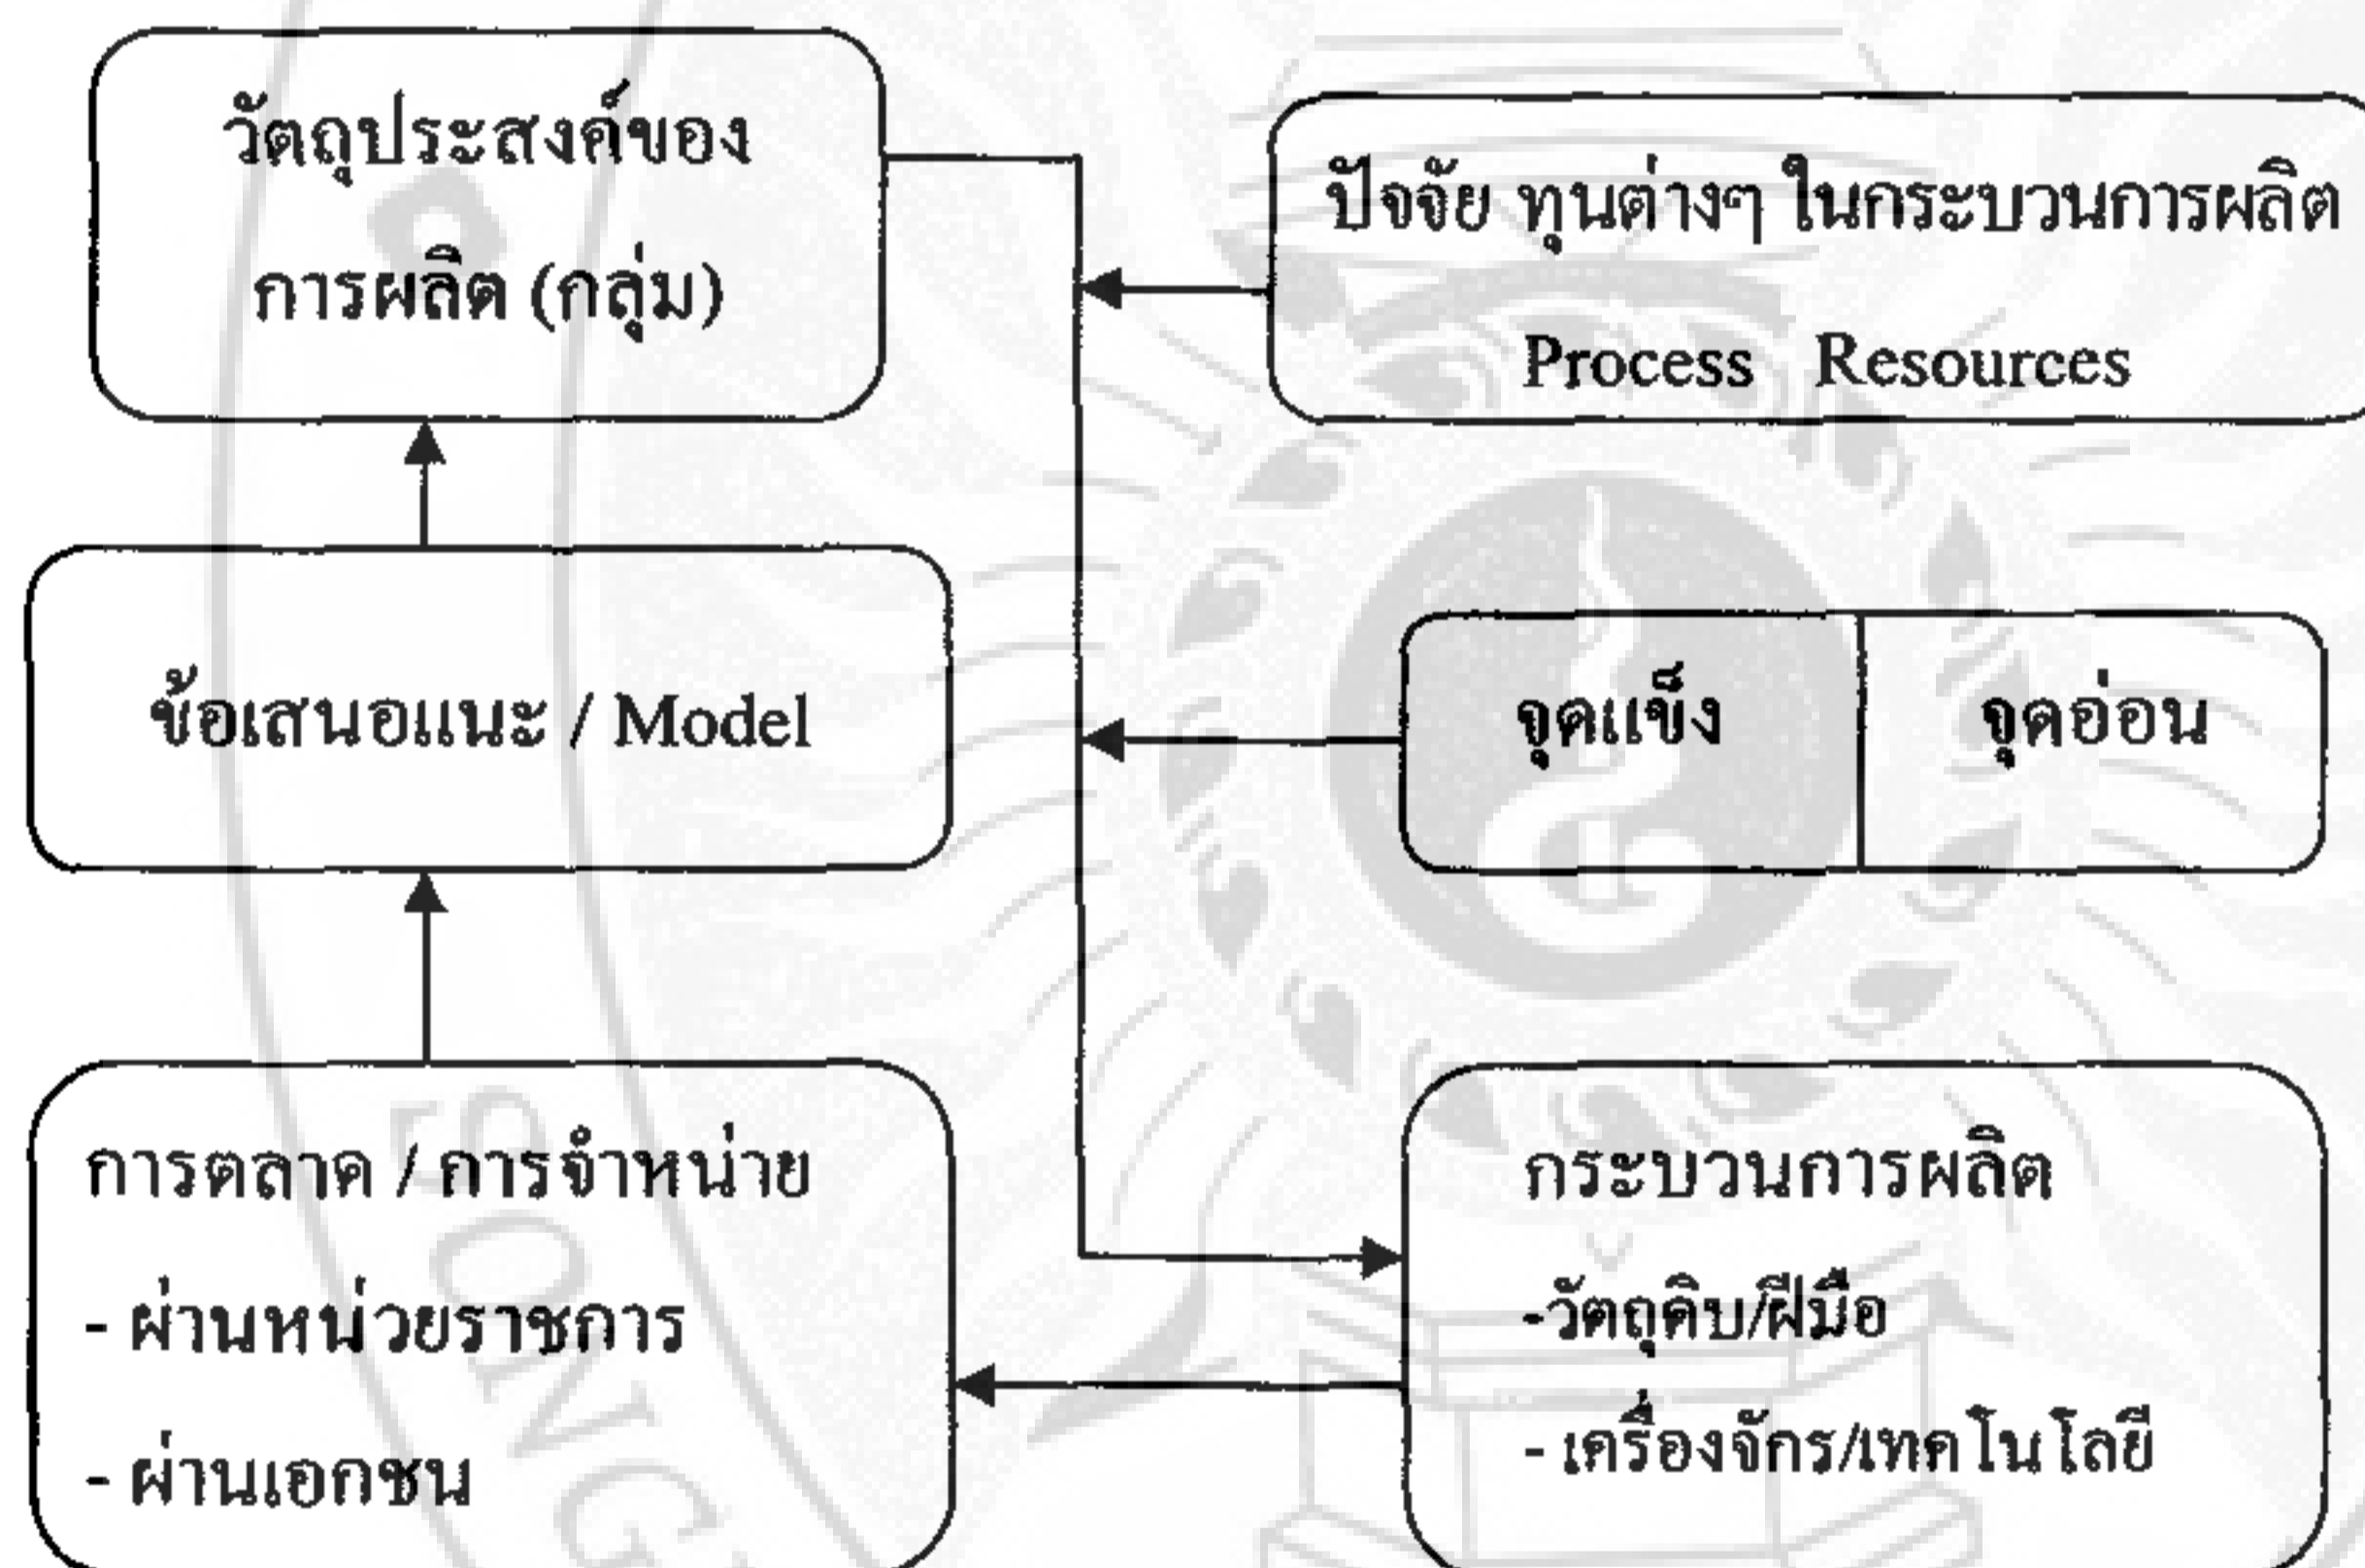 วัตถุประสงค์ของ
การผลิต (กลุ่ม)
ปัจจัย ทุนต่างๆ ในกระบวนการผลิต
Process Resources
ข้อเสนอแนะ / Model
จุดแข็ง
จุดอ่อน
การตลาด / การจำหน่าย
- ผ่านหน่วยราชการ
- ผ่านเอกชน
กระบวนการผลิต
-วัตถุดิบ/ฝีมือ
- เครื่องจักร/เทคโนโลยี
SONG